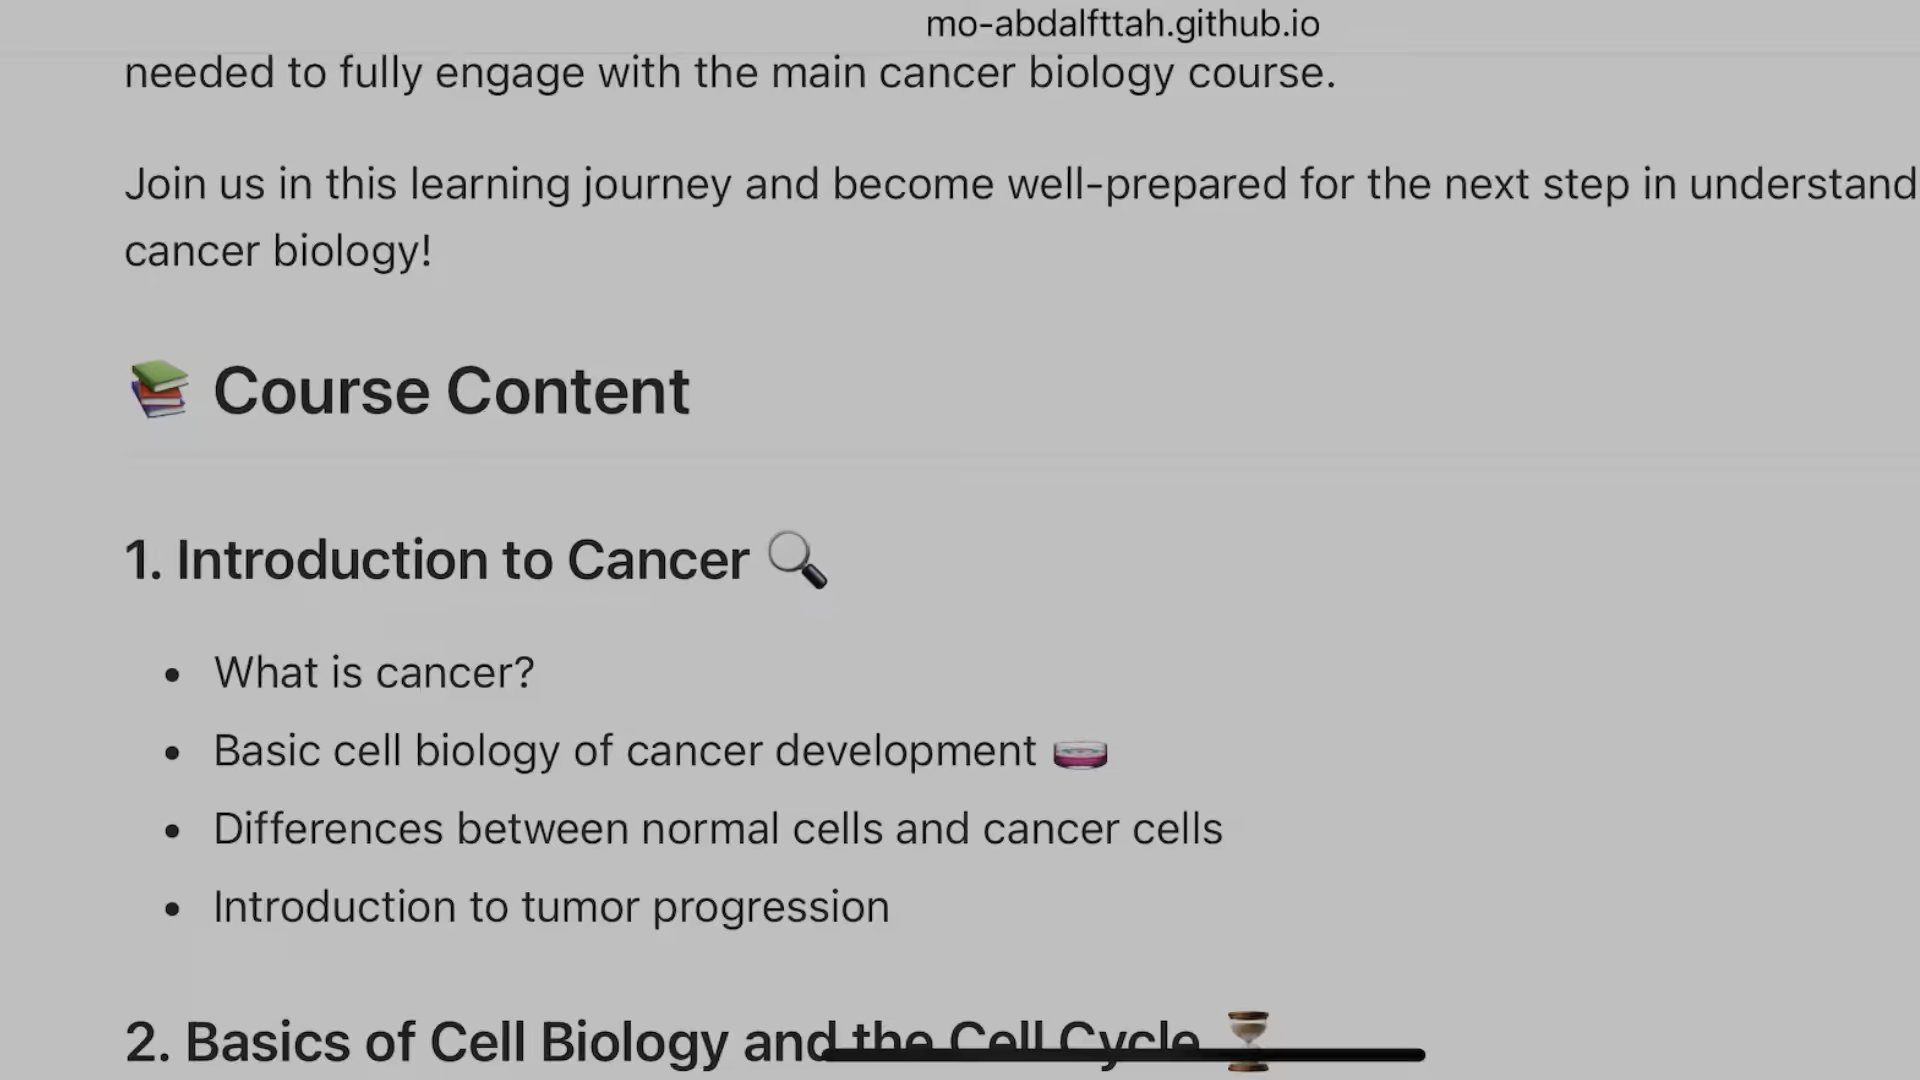 mo-abdalfttah.github.io
needed to fully engage with the main cancer biology course.
Join us in this learning journey and become well-prepared for the next step in understand
cancer biology!
📚 Course Content
1. Introduction to Cancer 🔍
• What is cancer?
• Basic cell biology of cancer development 🧫
• Differences between normal cells and cancer cells
• Introduction to tumor progression
2. Basics of Cell Biology and the Cell Cycle ⏳